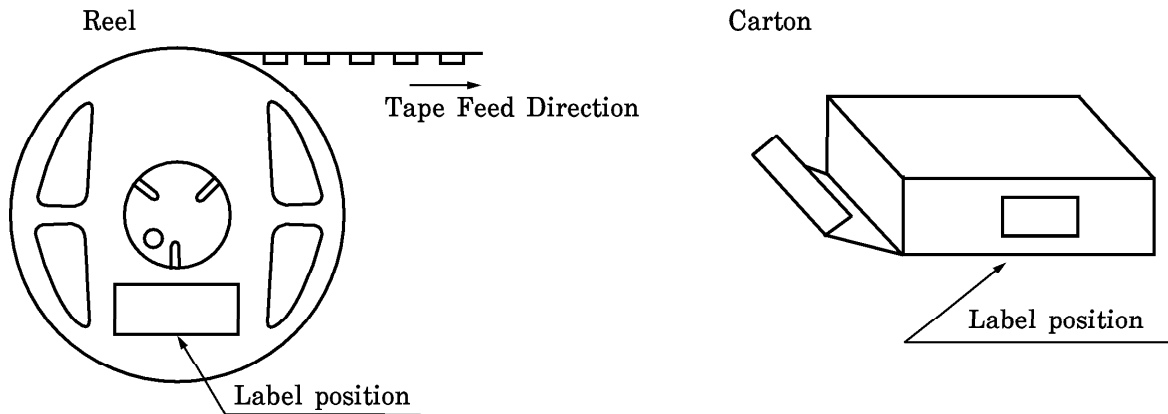 Reel
Carton
Tape Feed Direction
Label position
Label position